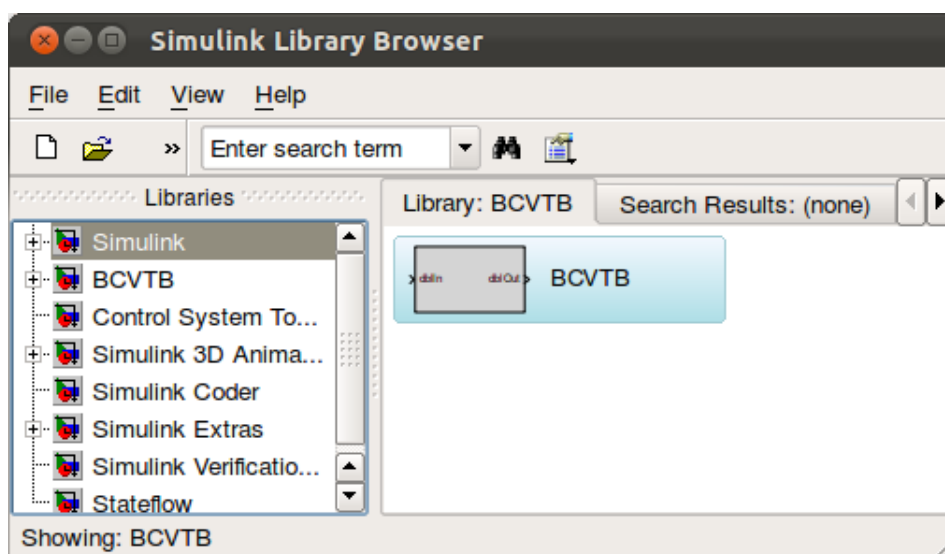 Simulink Library Browser
File Edit View Help
» Enter search term
Libraries
Simulink
BCVTB
Control System To...
Simulink 3D Anima...
Simulink Coder
Simulink Extras
Simulink Verificatio...
Stateflow
Library: BCVTB Search Results: (none)
dblIn dblOut BCVTB
Showing: BCVTB